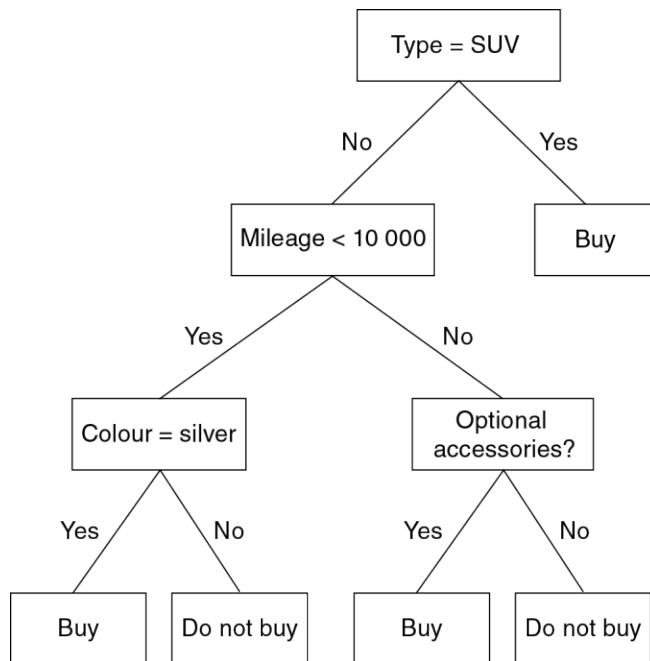 Type = SUV
No
Yes
Mileage < 10 000
Buy
Yes
No
Colour = silver
Optional
accessories?
Yes
No
Yes
No
Buy
Do not buy
Buy
Do not buy